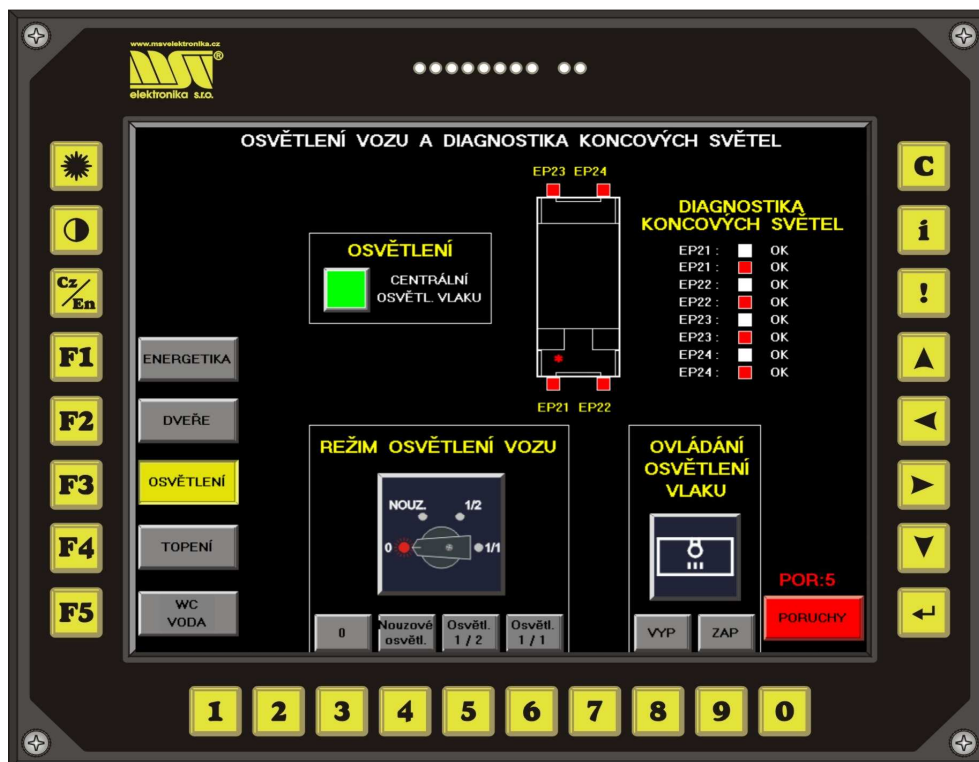 www.msvelektronika.cz
msv®
elektronika s.r.o.
OSVĚTLENÍ VOZU A DIAGNOSTIKA KONCOVÝCH SVĚTEL
EP23 EP24
EP21 EP22
DIAGNOSTIKA
KONCOVÝCH SVĚTEL
EP21 : OK
EP21 : OK
EP22 : OK
EP22 : OK
EP23 : OK
EP23 : OK
EP24 : OK
EP24 : OK
OSVĚTLENÍ
CENTRÁLNÍ
OSVĚTL. VLAKU
ENERGETIKA
DVEŘE
OSVĚTLENÍ
TOPENÍ
WC
VODA
REŽIM OSVĚTLENÍ VOZU
NOUZ. 1/2
0 1/1
0
Nouzové
osvětl.
Osvětl.
1 / 2
Osvětl.
1 / 1
OVLÁDÁNÍ
OSVĚTLENÍ
VLAKU
VYP
ZAP
POR:5
PORUCHY
Cz/En
F1
F2
F3
F4
F5
C
i
!
1 2 3 4 5 6 7 8 9 0